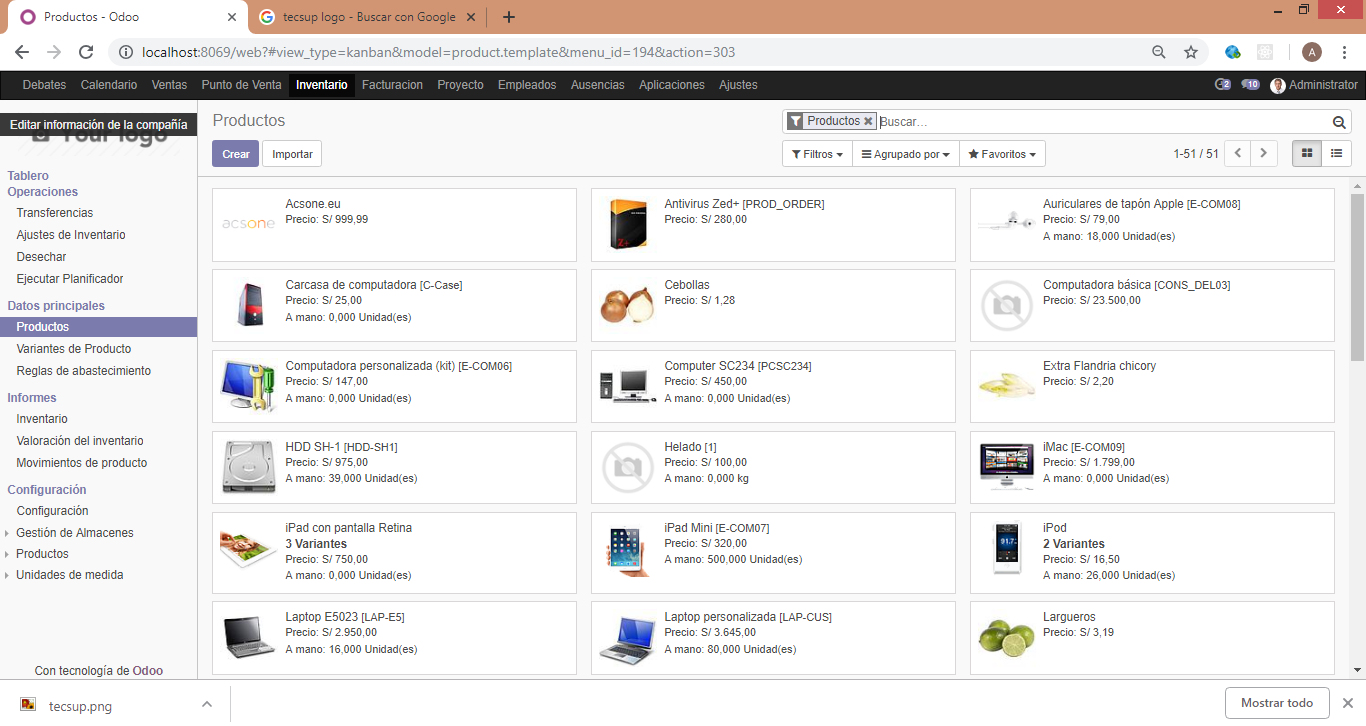 Productos - Odoo
tecsup logo - Buscar con Google
localhost:8069/web?#view_type=kanban&model=product.template&menu_id=194&action=303
A
Debates Calendario Ventas Punto de Venta Inventario Facturacion Proyecto Empleados Ausencias Aplicaciones Ajustes 2 10 Administrator
Editar información de la compañía
Your logo
Productos
Productos Buscar...
Crear Importar
Filtros Agrupado por Favoritos 1-51 / 51
Tablero
Operaciones
Transferencias
Ajustes de Inventario
Desechar
Ejecutar Planificador
Datos principales
Productos
Variantes de Producto
Reglas de abastecimiento
Informes
Inventario
Valoración del inventario
Movimientos de producto
Configuración
Configuración
Gestión de Almacenes
Productos
Unidades de medida
Con tecnología de Odoo
acsone
Acsone.eu
Precio: S/ 999,99
Z+
Antivirus Zed+ [PROD_ORDER]
Precio: S/ 280,00
Auriculares de tapón Apple [E-COM08]
Precio: S/ 79,00
A mano: 18,000 Unidad(es)
Carcasa de computadora [C-Case]
Precio: S/ 25,00
A mano: 0,000 Unidad(es)
Cebollas
Precio: S/ 1,28
Computadora básica [CONS_DEL03]
Precio: S/ 23.500,00
Computadora personalizada (kit) [E-COM06]
Precio: S/ 147,00
A mano: 0,000 Unidad(es)
Computer SC234 [PCSC234]
Precio: S/ 450,00
A mano: 0,000 Unidad(es)
Extra Flandria chicory
Precio: S/ 2,20
HDD SH-1 [HDD-SH1]
Precio: S/ 975,00
A mano: 39,000 Unidad(es)
Helado [1]
Precio: S/ 100,00
A mano: 0,000 kg
iMac [E-COM09]
Precio: S/ 1.799,00
A mano: 0,000 Unidad(es)
iPad con pantalla Retina
3 Variantes
Precio: S/ 750,00
A mano: 0,000 Unidad(es)
iPad Mini [E-COM07]
Precio: S/ 320,00
A mano: 500,000 Unidad(es)
91.7
iPod
2 Variantes
Precio: S/ 16,50
A mano: 26,000 Unidad(es)
Laptop E5023 [LAP-E5]
Precio: S/ 2.950,00
A mano: 16,000 Unidad(es)
Laptop personalizada [LAP-CUS]
Precio: S/ 3.645,00
A mano: 80,000 Unidad(es)
Largueros
Precio: S/ 3,19
tecsup.png
Mostrar todo